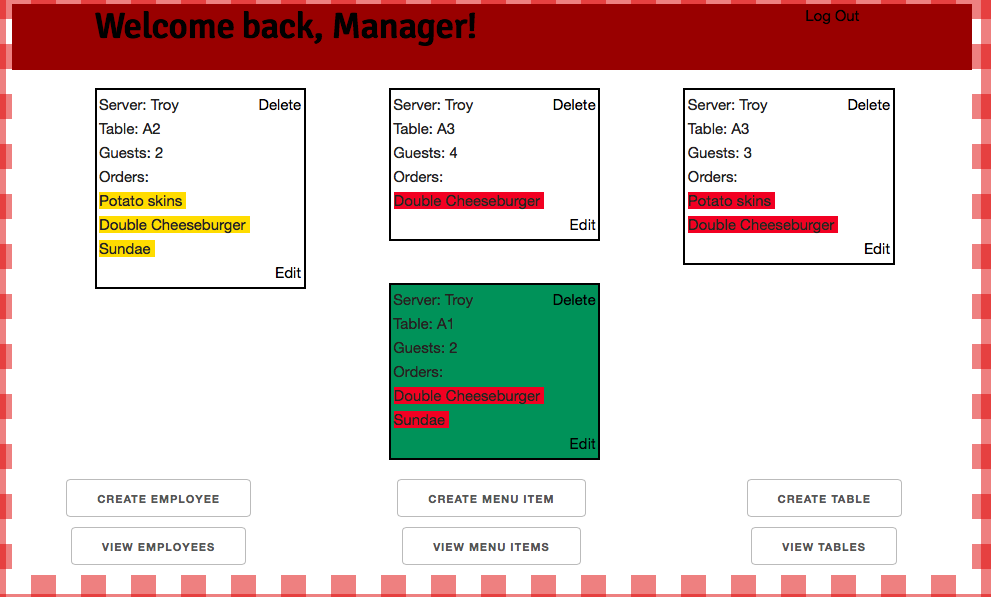 Welcome back, Manager!
Log Out
Server: Troy Delete
Table: A2
Guests: 2
Orders:
Potato skins
Double Cheeseburger
Sundae
Edit
Server: Troy Delete
Table: A3
Guests: 4
Orders:
Double Cheeseburger
Edit
Server: Troy Delete
Table: A3
Guests: 3
Orders:
Potato skins
Double Cheeseburger
Edit
Server: Troy Delete
Table: A1
Guests: 2
Orders:
Double Cheeseburger
Sundae
Edit
CREATE EMPLOYEE
CREATE MENU ITEM
CREATE TABLE
VIEW EMPLOYEES
VIEW MENU ITEMS
VIEW TABLES